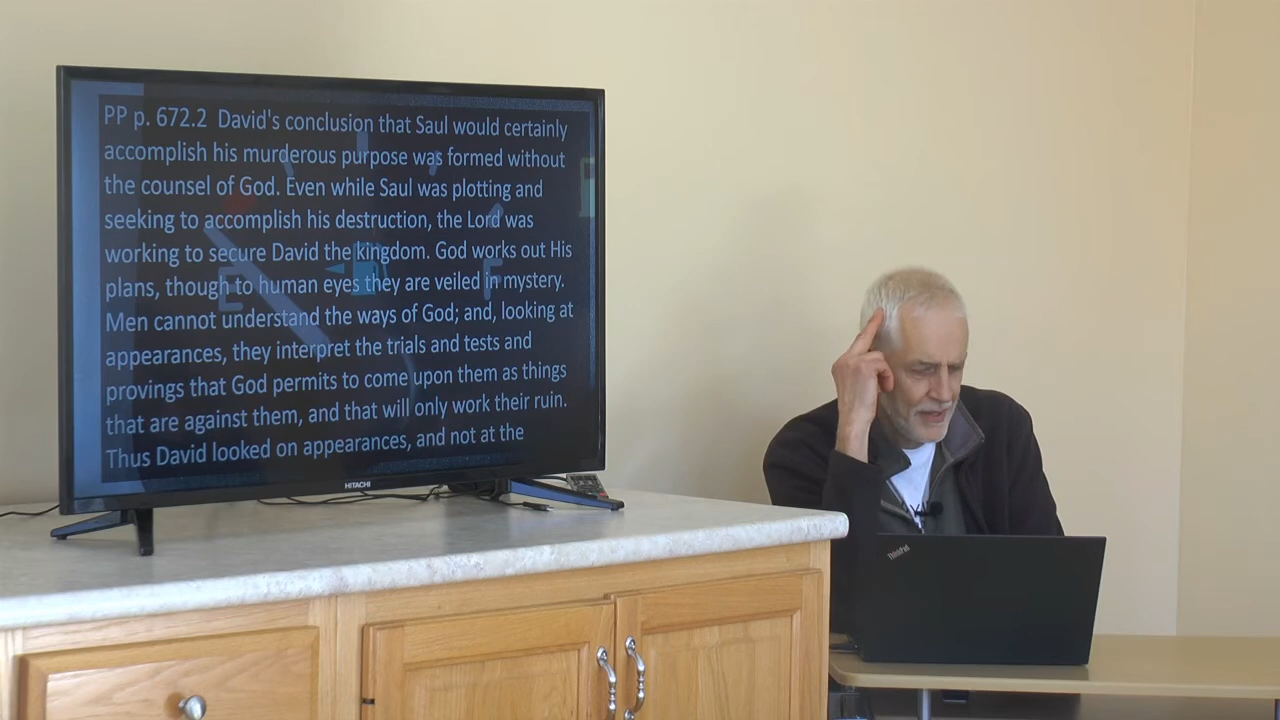 PP p. 672.2 David's conclusion that Saul would certainly
accomplish his murderous purpose was formed without
the counsel of God. Even while Saul was plotting and
seeking to accomplish his destruction, the Lord was
working to secure David the kingdom. God works out His
plans, though to human eyes they are veiled in mystery.
Men cannot understand the ways of God; and, looking at
appearances, they interpret the trials and tests and
provings that God permits to come upon them as things
that are against them, and that will only work their ruin.
Thus David looked on appearances, and not at the
E F
HITACHI
ThinkPad